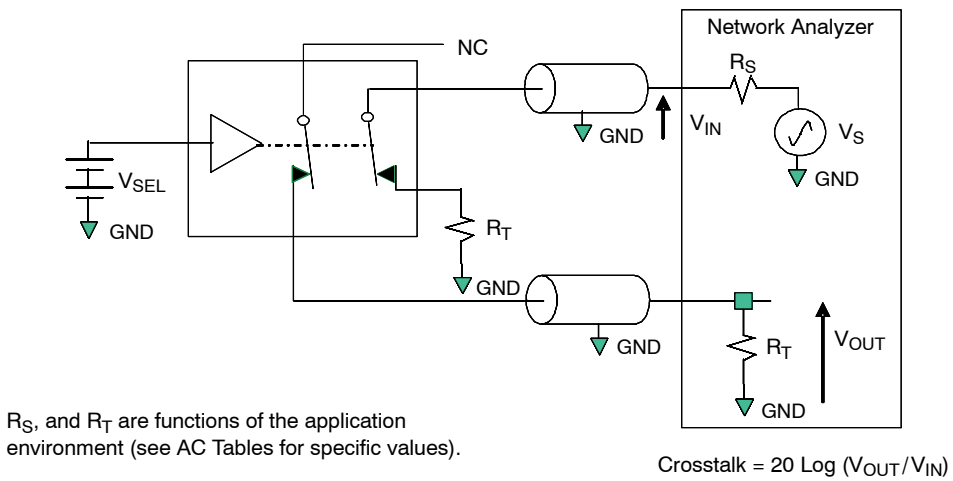 Network Analyzer
NC
RS
VIN
VS
GND
GND
VSEL
GND
RT
GND
GND
RT
VOUT
GND
RS, and RT are functions of the application
environment (see AC Tables for specific values).
Crosstalk = 20 Log (VOUT/VIN)